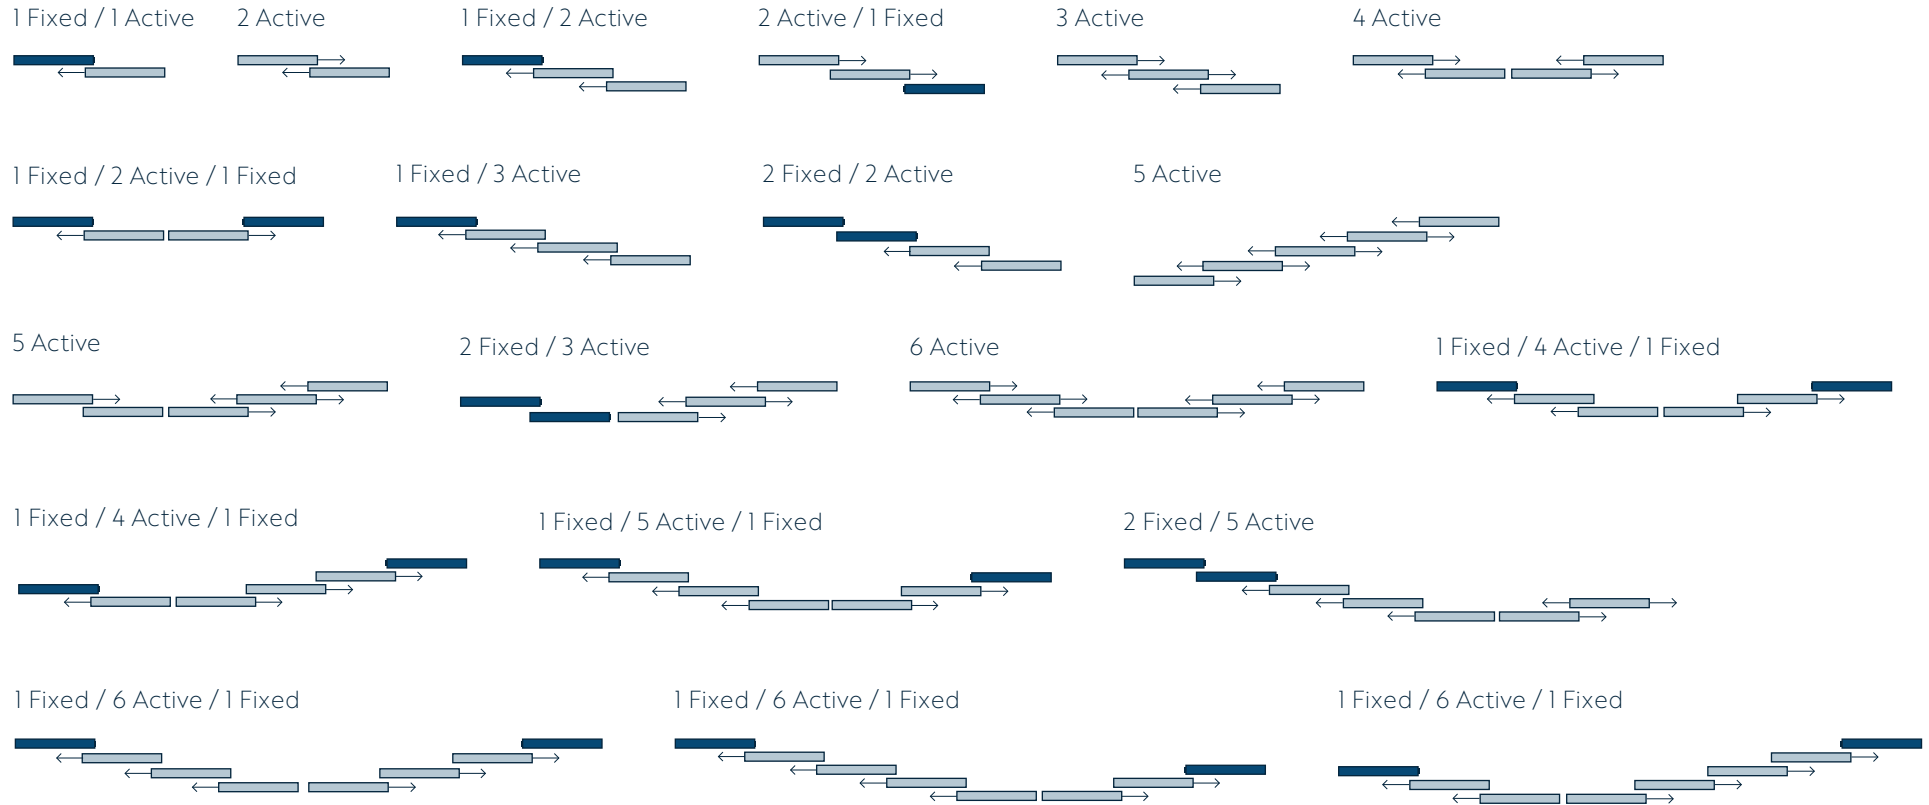 1 Fixed / 1 Active
2 Active
1 Fixed / 2 Active
2 Active / 1 Fixed
3 Active
4 Active
1 Fixed / 2 Active / 1 Fixed
1 Fixed / 3 Active
2 Fixed / 2 Active
5 Active
5 Active
2 Fixed / 3 Active
6 Active
1 Fixed / 4 Active / 1 Fixed
1 Fixed / 4 Active / 1 Fixed
1 Fixed / 5 Active / 1 Fixed
2 Fixed / 5 Active
1 Fixed / 6 Active / 1 Fixed
1 Fixed / 6 Active / 1 Fixed
1 Fixed / 6 Active / 1 Fixed